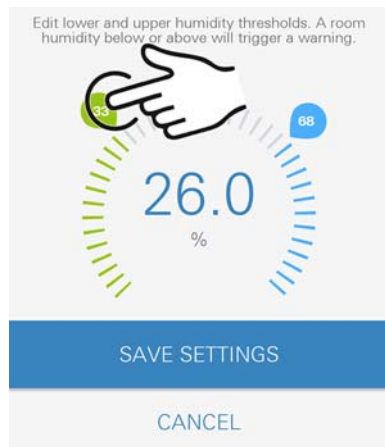 Edit lower and upper humidity thresholds. A room
humidity below or above will trigger a warning.
33
68
26.0
%
SAVE SETTINGS
CANCEL